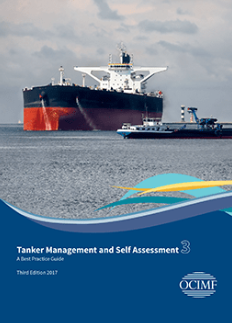 Tanker Management and Self Assessment 3
A Best Practice Guide
Third Edition 2017
OCIMF